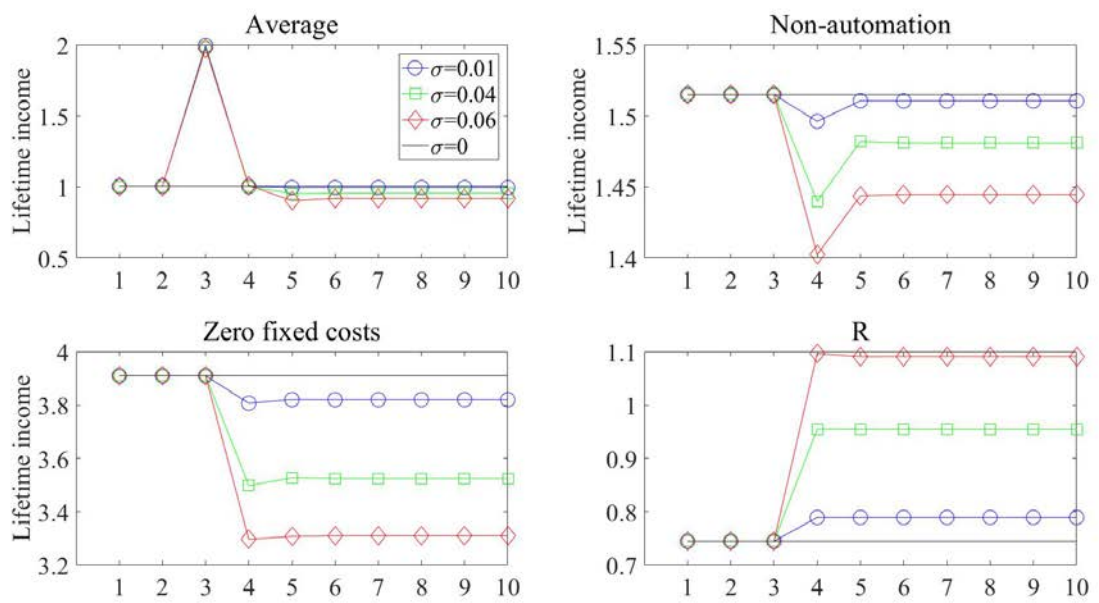 Average
Lifetime income
2
1.5
1
0.5
σ=0.01
σ=0.04
σ=0.06
σ=0
1 2 3 4 5 6 7 8 9 10
Non-automation
Lifetime income
1.55
1.5
1.45
1.4
1 2 3 4 5 6 7 8 9 10
Zero fixed costs
Lifetime income
4
3.8
3.6
3.4
3.2
1 2 3 4 5 6 7 8 9 10
R
1.1
1
0.9
0.8
0.7
1 2 3 4 5 6 7 8 9 10